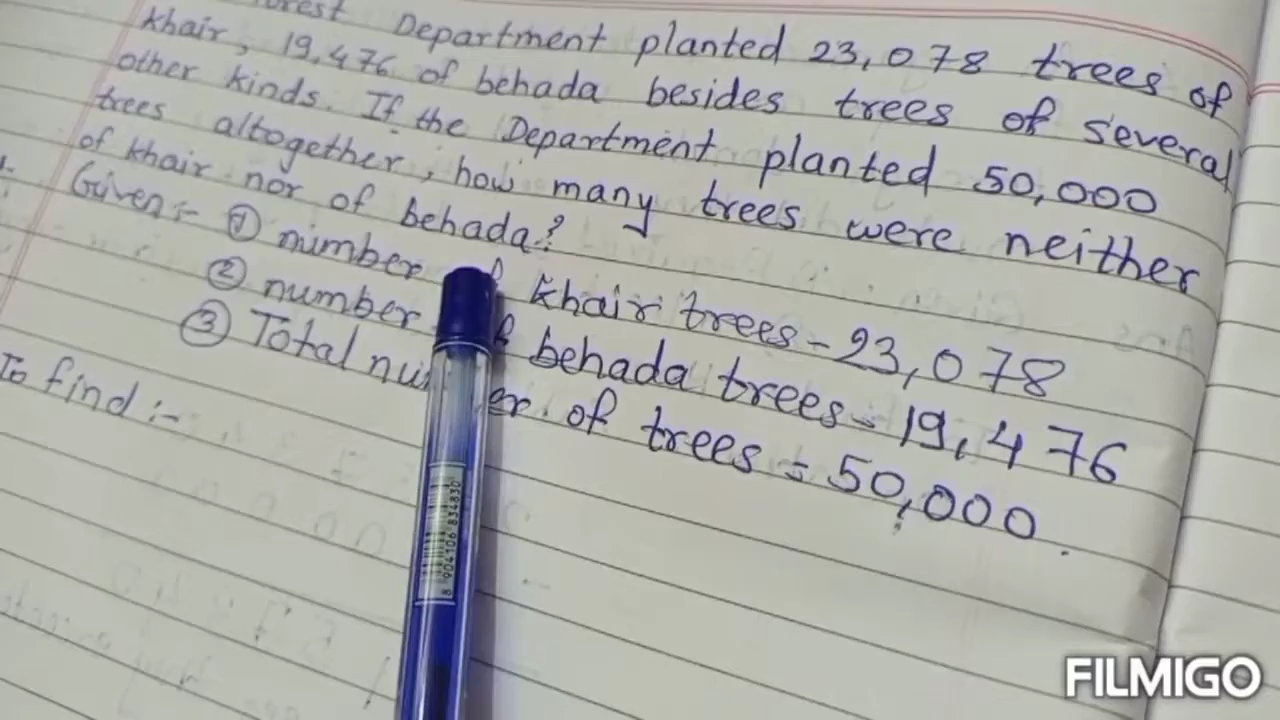 Department planted 23,078 trees of
khair, 19,476 of behada besides trees of several
other kinds. If the Department planted 50,000
trees altogether, how many trees were neither
of khair nor of behada?
Given :- ① number khair trees - 23,078
② number behada trees - 19,476
③ Total of trees = 50,000.
To find :-
8 904106 834830
FILMIGO